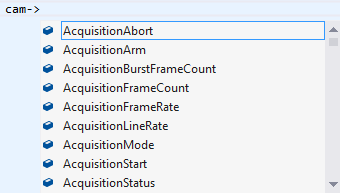 cam->
AcquisitionAbort
AcquisitionArm
AcquisitionBurstFrameCount
AcquisitionFrameCount
AcquisitionFrameRate
AcquisitionLineRate
AcquisitionMode
AcquisitionStart
AcquisitionStatus